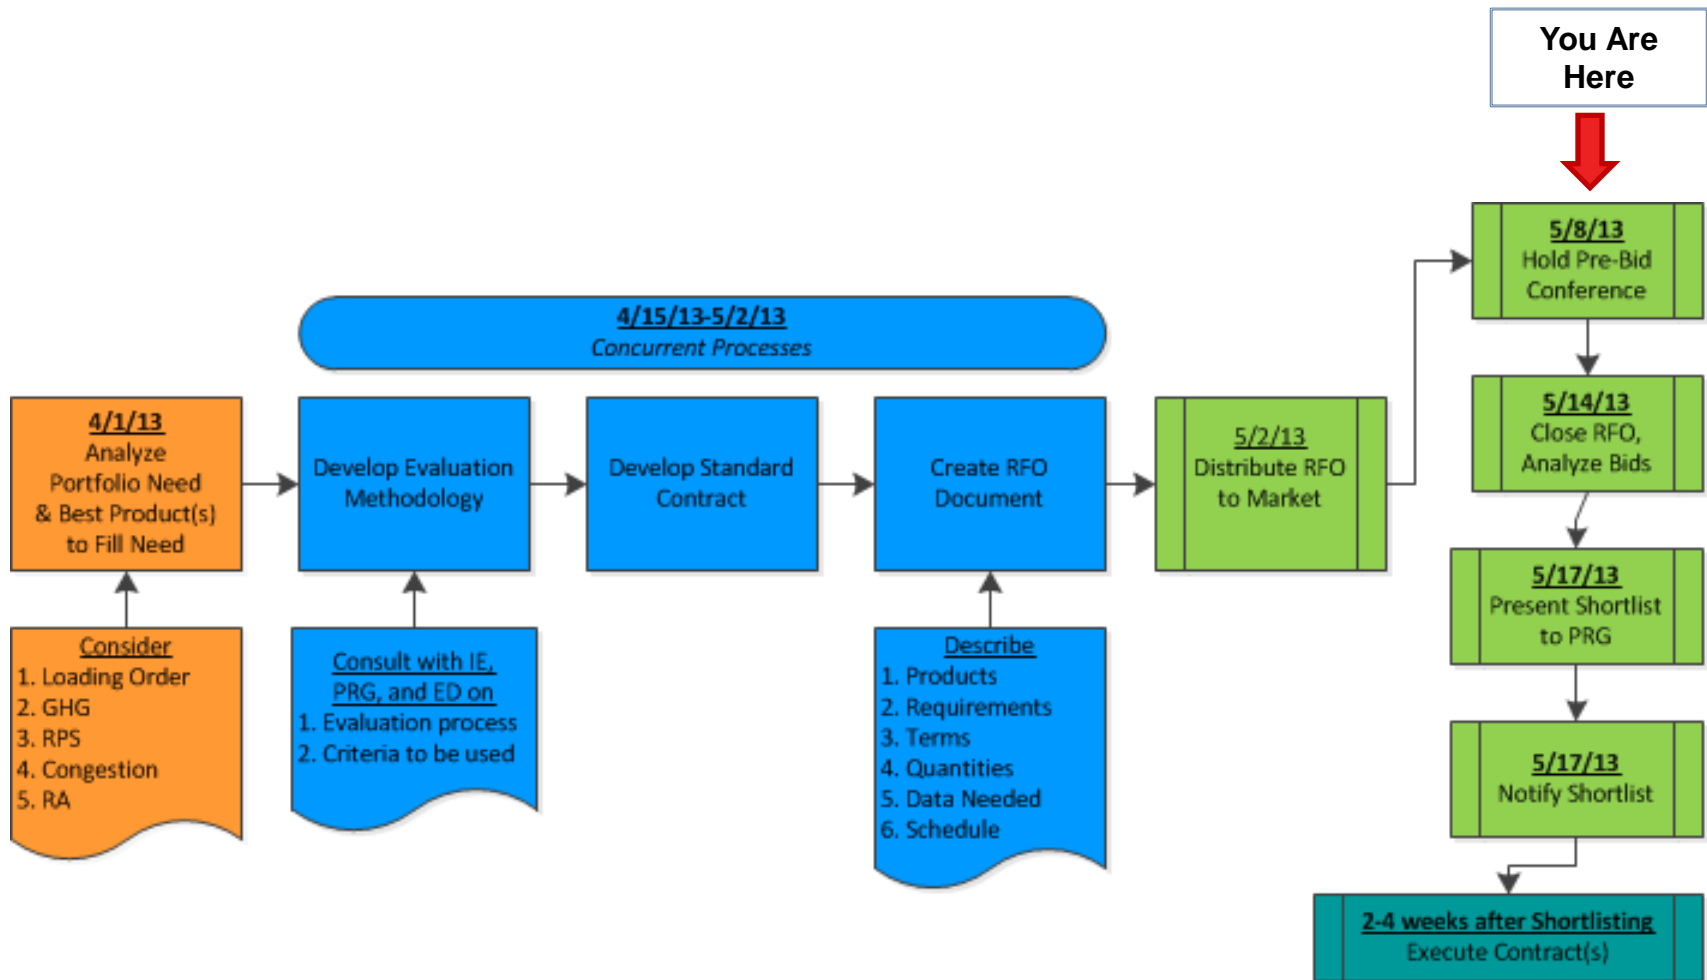 You Are
Here
5/8/13
Hold Pre-Bid
Conference
4/15/13-5/2/13
Concurrent Processes
4/1/13
Analyze
Portfolio Need
& Best Product(s)
to Fill Need
Develop Evaluation
Methodology
Develop Standard
Contract
Create RFO
Document
5/2/13
Distribute RFO
to Market
5/14/13
Close RFO,
Analyze Bids
Consider
1. Loading Order
2. GHG
3. RPS
4. Congestion
5. RA
Consult with IE,
PRG, and ED on
1. Evaluation process
2. Criteria to be used
Describe
1. Products
2. Requirements
3. Terms
4. Quantities
5. Data Needed
6. Schedule
5/17/13
Present Shortlist
to PRG
5/17/13
Notify Shortlist
2-4 weeks after Shortlisting
Execute Contract(s)